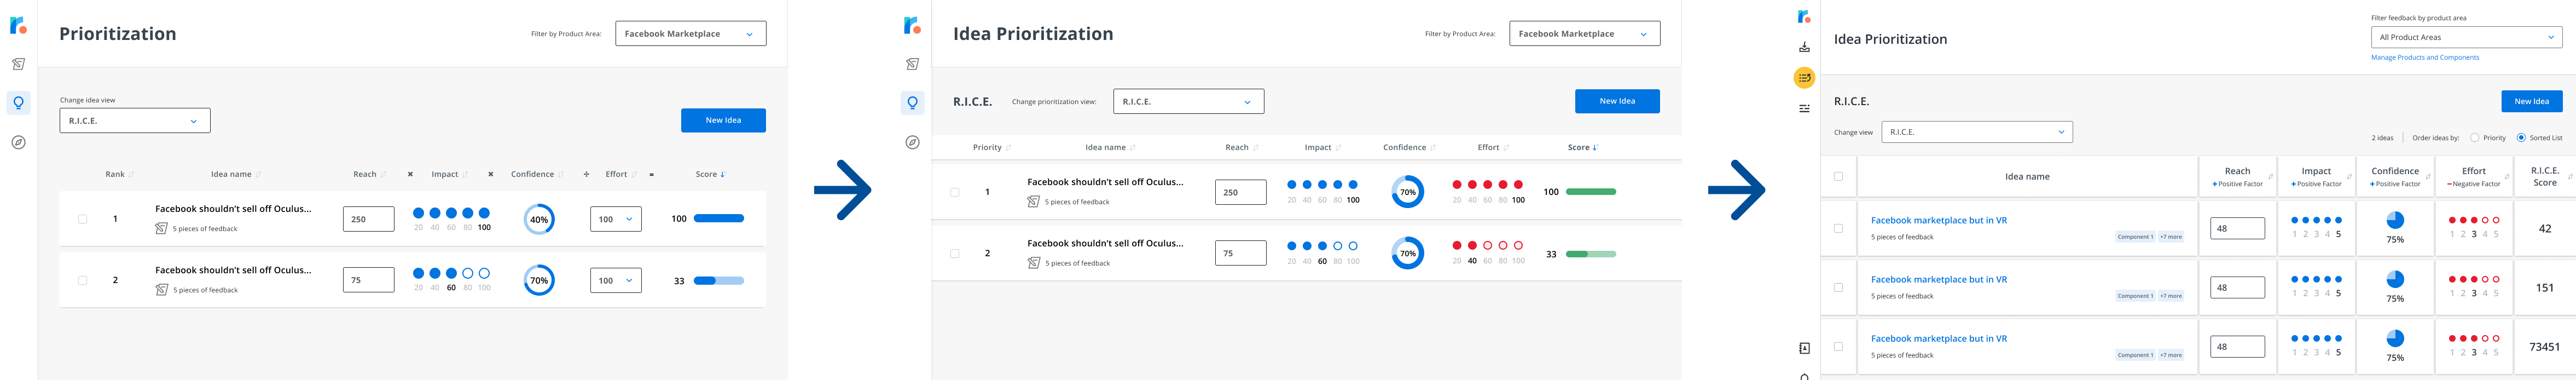 Prioritization
Filter by Product Area:
Facebook Marketplace
Change idea view
R.I.C.E.
New Idea
Rank
Idea name
Reach
×
Impact
×
Confidence
÷
Effort
=
Score
1
Facebook shouldn't sell off Oculus...
5 pieces of feedback
250
20 40 60 80 100
40%
100
100
2
Facebook shouldn't sell off Oculus...
5 pieces of feedback
75
20 40 60 80 100
70%
100
33
Idea Prioritization
Filter by Product Area:
Facebook Marketplace
R.I.C.E.
Change prioritization view:
R.I.C.E.
New Idea
Priority
Idea name
Reach
Impact
Confidence
Effort
Score
1
Facebook shouldn't sell off Oculus...
5 pieces of feedback
250
20 40 60 80 100
70%
20 40 60 80 100
100
2
Facebook shouldn't sell off Oculus...
5 pieces of feedback
75
20 40 60 80 100
70%
20 40 60 80 100
33
Idea Prioritization
Filter feedback by product area
All Product Areas
Manage Products and Components
R.I.C.E.
New Idea
Change view
R.I.C.E.
2 ideas
Order ideas by:
Priority
Sorted List
Idea name
Reach
+Positive Factor
Impact
+Positive Factor
Confidence
+Positive Factor
Effort
−Negative Factor
R.I.C.E.
Score
Facebook marketplace but in VR
5 pieces of feedback
Component 1
+7 more
48
1 2 3 4 5
75%
1 2 3 4 5
42
Facebook marketplace but in VR
5 pieces of feedback
Component 1
+7 more
48
1 2 3 4 5
75%
1 2 3 4 5
151
Facebook marketplace but in VR
5 pieces of feedback
Component 1
+7 more
48
1 2 3 4 5
75%
1 2 3 4 5
73451